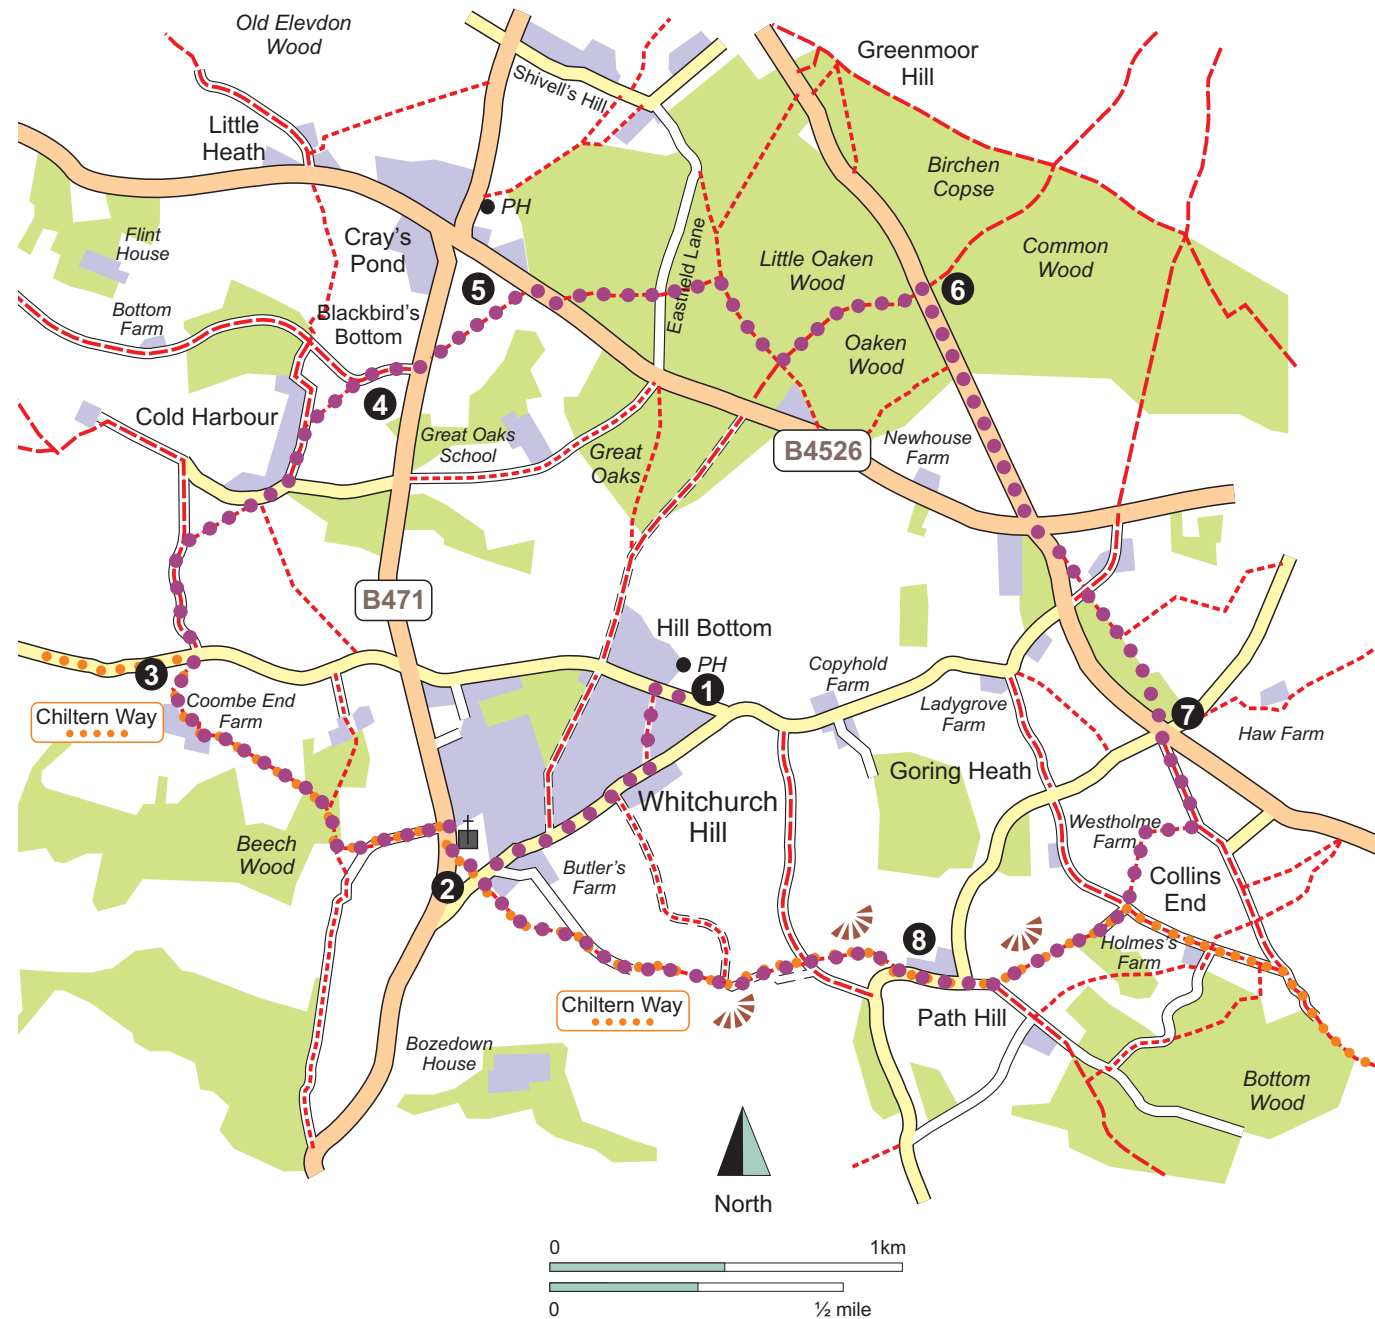 Old Elevdon
Wood
Greenmoor
Hill
Shivell's Hill
Little
Heath
Birchen
Copse
PH
Flint
House
Cray's
Pond
Eastfield Lane
Little Oaken
Wood
Common
Wood
5
6
Bottom
Farm
Blackbird's
Bottom
Oaken
Wood
4
Cold Harbour
Great Oaks
School
Great
Oaks
B4526
Newhouse
Farm
B471
Hill Bottom
PH
3
1
Copyhold
Farm
Coombe End
Farm
Ladygrove
Farm
7
Chiltern Way
Haw Farm
Goring Heath
Whitchurch
Hill
Westholme
Farm
Beech
Wood
Butler's
Farm
Collins
End
2
8
Holmes's
Farm
Chiltern Way
Path Hill
Bozedown
House
Bottom
Wood
North
0
1km
0
½ mile